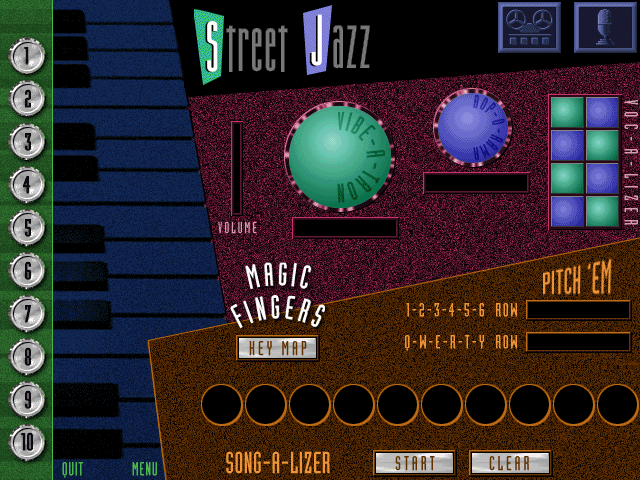 Street Jazz
1
2
3
4
5
6
7
8
9
10
VIBE-A-TRON
BOP-O-RAMA
VOC-A-LIZER
VOLUME
MAGIC
FINGERS
KEY MAP
PITCH 'EM
1-2-3-4-5-6 ROW
Q-W-E-R-T-Y ROW
SONG-A-LIZER
START
CLEAR
QUIT
MENU